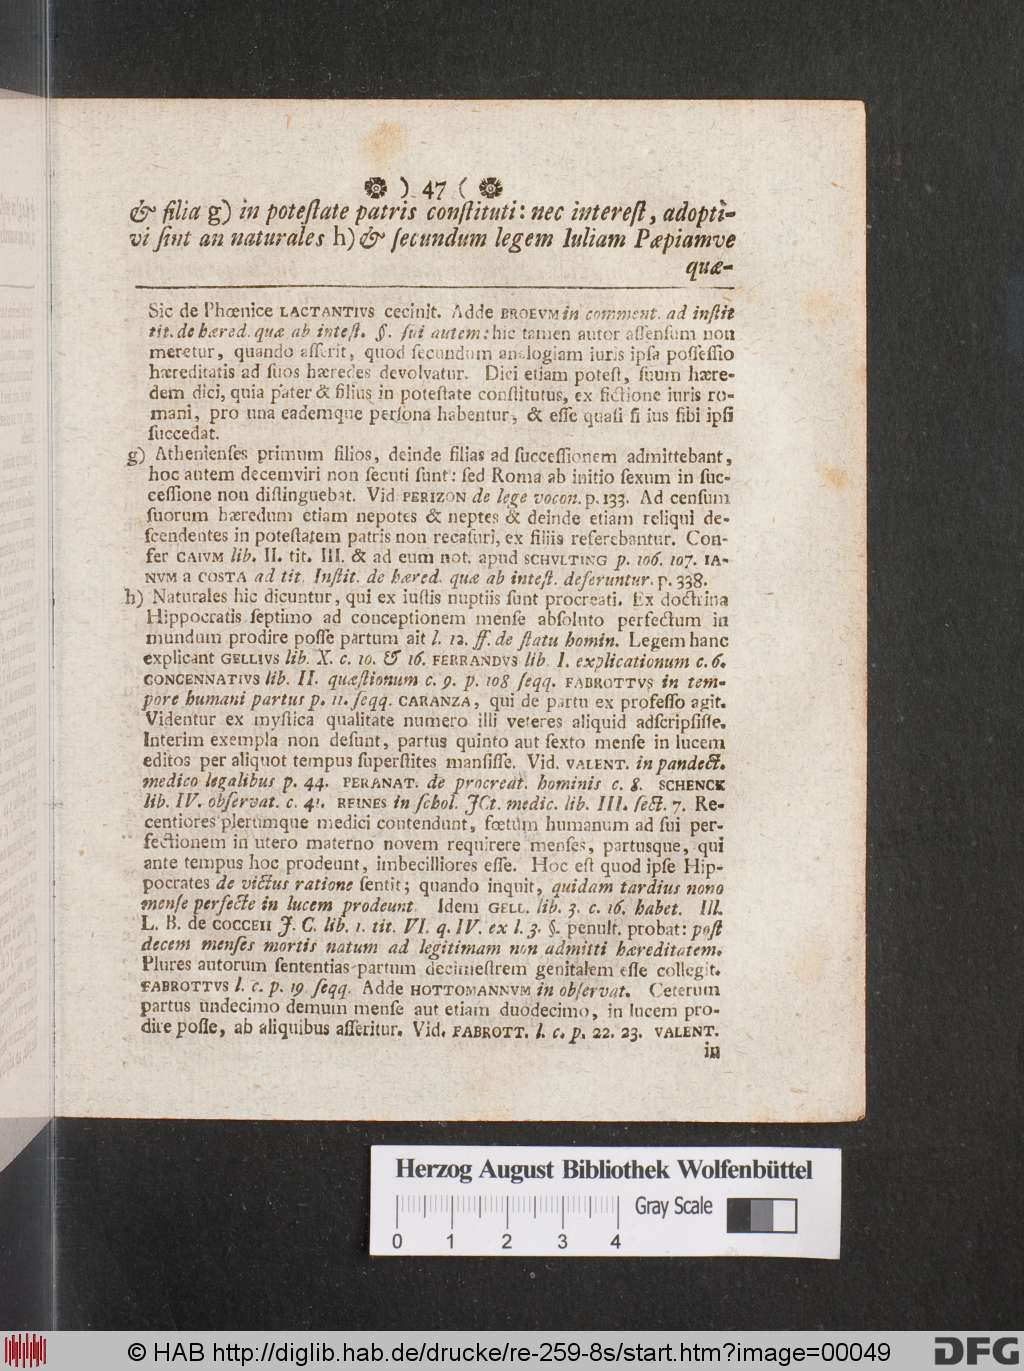 ) 47 (
& filia g) in poteſtate patris conſtituti: nec intereſt, adopti-
vi ſint an naturales h) & ſecundum legem Iuliam Pæpiamve
quæ-
Sic de Phœnice LACTANTIVS cecinit. Adde BROEVM in comment. ad inſtit
tit. de hæred. quæ ab inteſt. §. ſui autem: hic tamen autor aſſenſum non
meretur, quando aſſerit, quod ſecundum analogiam iuris ipſa poſſeſſio
hæreditatis ad ſuos hæredes devolvatur. Dici etiam poteſt, ſuum hære-
dem dici, quia pater & filius in poteſtate conſtitutus, ex fictione iuris ro-
mani, pro una eademque perſona habentur, & eſſe quaſi ſi ius ſibi ipſi
ſuccedat.
g) Athenienſes primum filios, deinde filias ad ſucceſſionem admittebant,
hoc autem decemviri non ſecuti ſunt: ſed Roma ab initio ſexum in ſuc-
ceſſione non diſtinguebat. Vid PERIZON de lege vocon. p. 133. Ad cenſum
ſuorum hæredum etiam nepotes & neptes & deinde etiam reliqui de-
ſcendentes in poteſtatem patris non recaſuri, ex filiis referebantur. Con-
fer CAIVM lib. II. tit. III. & ad eum not. apud SCHVLTING p. 106. 107. IA-
NVM a COSTA ad tit. Inſtit. de hæred. quæ ab inteſt. deferuntur. p. 338.
h) Naturales hic dicuntur, qui ex iuſtis nuptiis ſunt procreati. Ex doctrina
Hippocratis ſeptimo ad conceptionem menſe abſoluto perfectum in
mundum prodire poſſe partum ait l. 12. ff. de ſtatu homin. Legem hanc
explicant GELLIVS lib. X. c. 10. & 16. FERRANDVS lib. I. explicationum c. 6.
CONCENNATIVS lib. II. quæſtionum c. 9. p. 108 ſeqq. FABROTTVS in tem-
pore humani partus p. 11. ſeqq. CARANZA, qui de partu ex profeſſo agit.
Videntur ex myſtica qualitate numero illi veteres aliquid adſcripſiſſe.
Interim exempla non deſunt, partus quinto aut ſexto menſe in lucem
editos per aliquot tempus ſuperſtites manſiſſe. Vid. VALENT. in pandect.
medico legalibus p. 44. PERANAT. de procreat. hominis c. 8. SCHENCK
lib. IV. obſervat. c. 41. REINES in ſchol. JCt. medic. lib. III. ſect. 7. Re-
centiores plerumque medici contendunt, fœtum humanum ad ſui per-
fectionem in utero materno novem requirere menſes, partusque, qui
ante tempus hoc prodeunt, imbecilliores eſſe. Hoc eſt quod ipſe Hip-
pocrates de victus ratione ſentit; quando inquit, quidam tardius nono
menſe perfecte in lucem prodeunt. Idem GELL. lib. 3. c. 16. habet. Ill.
L. B. de COCCEII J. C. lib. 1. tit. VI. q. IV. ex l. 3. §. penult. probat: poſt
decem menſes mortis natum ad legitimam non admitti hæreditatem.
Plures autorum ſententias partum decimeſtrem genitalem eſſe collegit.
FABROTTVS l. c. p. 19 ſeqq. Adde HOTTOMANNVM in obſervat. Ceterum
partus undecimo demum menſe aut etiam duodecimo, in lucem pro-
dire poſſe, ab aliquibus aſſeritur. Vid. FABROTT. l. c. p. 22. 23. VALENT.
in
Herzog August Bibliothek Wolfenbüttel
Gray Scale
0 1 2 3 4
© HAB http://diglib.hab.de/drucke/re-259-8s/start.htm?image=00049
DFG